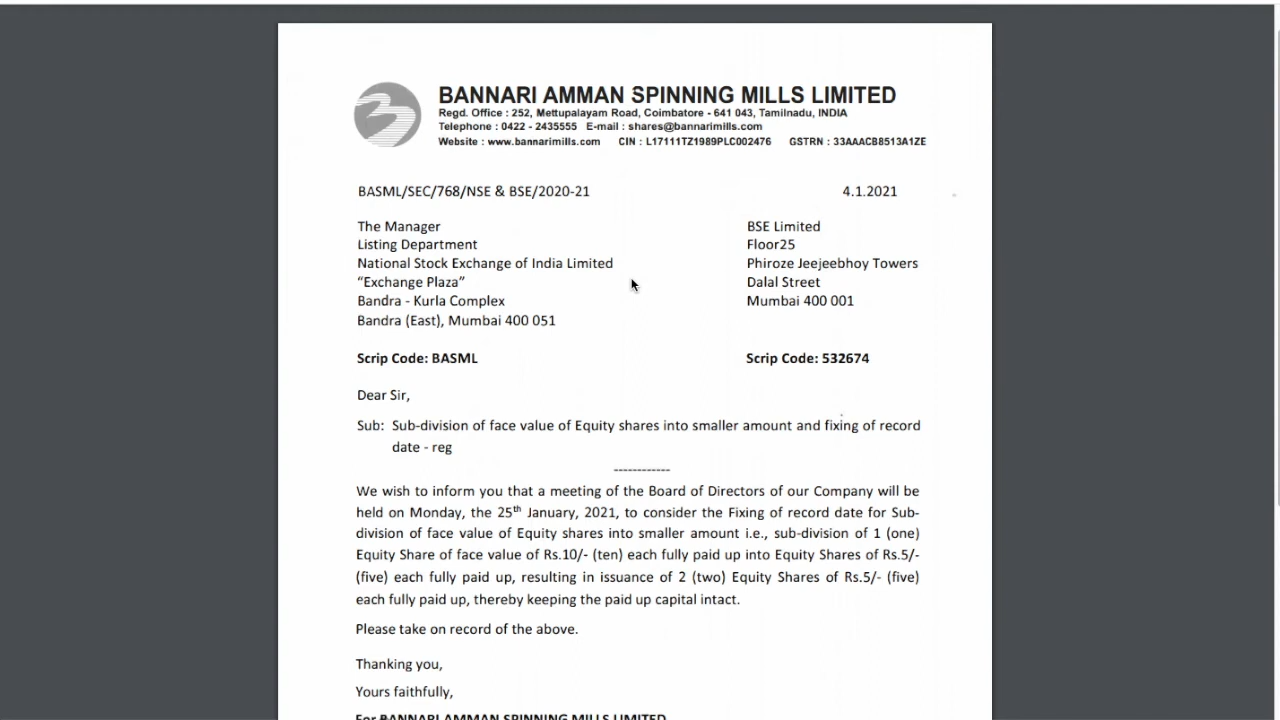 BANNARI AMMAN SPINNING MILLS LIMITED
Regd. Office : 252, Mettupalayam Road, Coimbatore - 641 043, Tamilnadu, INDIA
Telephone : 0422 - 2435555 E-mail : shares@bannarimills.com
Website : www.bannarimills.com CIN : L17111TZ1989PLC002476 GSTRN : 33AAACB8513A1ZE
BASML/SEC/768/NSE & BSE/2020-21 4.1.2021
The Manager
Listing Department
National Stock Exchange of India Limited
“Exchange Plaza”
Bandra - Kurla Complex
Bandra (East), Mumbai 400 051
BSE Limited
Floor25
Phiroze Jeejeebhoy Towers
Dalal Street
Mumbai 400 001
Scrip Code: BASML Scrip Code: 532674
Dear Sir,
Sub: Sub-division of face value of Equity shares into smaller amount and fixing of record
date - reg
------------
We wish to inform you that a meeting of the Board of Directors of our Company will be
held on Monday, the 25th January, 2021, to consider the Fixing of record date for Sub-
division of face value of Equity shares into smaller amount i.e., sub-division of 1 (one)
Equity Share of face value of Rs.10/- (ten) each fully paid up into Equity Shares of Rs.5/-
(five) each fully paid up, resulting in issuance of 2 (two) Equity Shares of Rs.5/- (five)
each fully paid up, thereby keeping the paid up capital intact.
Please take on record of the above.
Thanking you,
Yours faithfully,
For BANNARI AMMAN SPINNING MILLS LIMITED